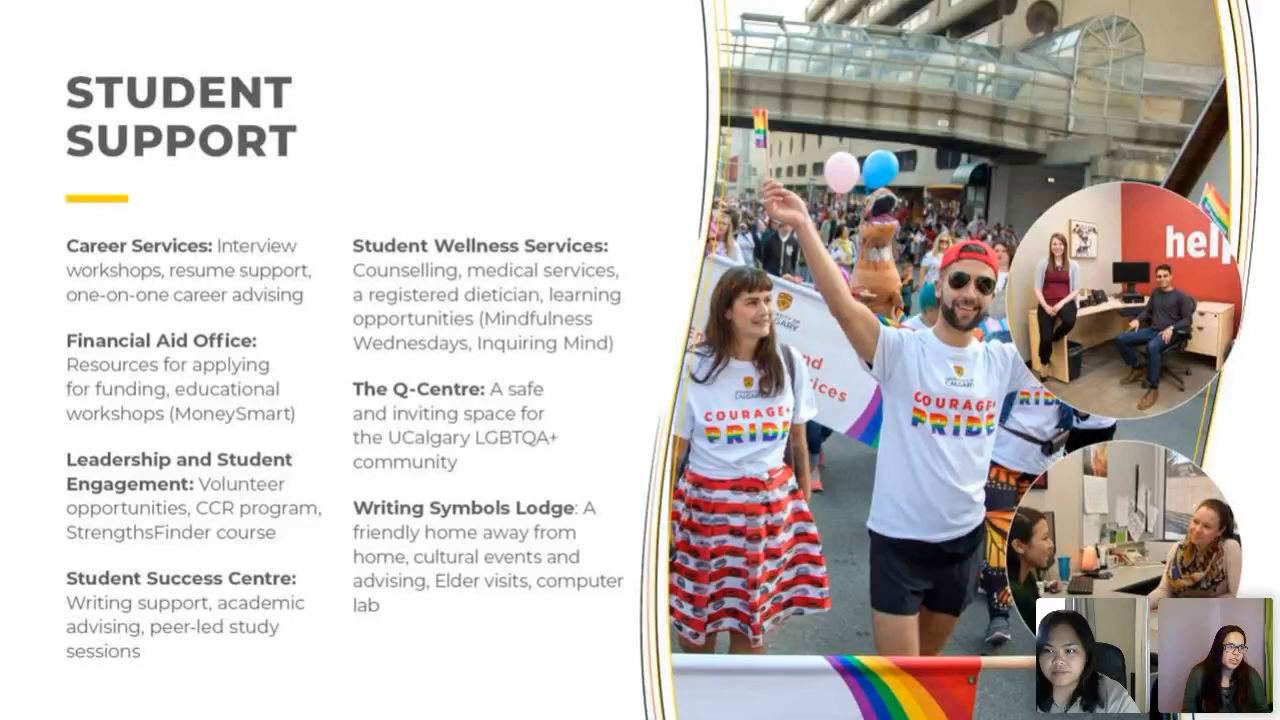 STUDENT
SUPPORT
Career Services: Interview
workshops, resume support,
one-on-one career advising
Financial Aid Office:
Resources for applying
for funding, educational
workshops (MoneySmart)
Leadership and Student
Engagement: Volunteer
opportunities, CCR program,
StrengthsFinder course
Student Success Centre:
Writing support, academic
advising, peer-led study
sessions
Student Wellness Services:
Counselling, medical services,
a registered dietician, learning
opportunities (Mindfulness
Wednesdays, Inquiring Mind)
The Q-Centre: A safe
and inviting space for
the UCalgary LGBTQA+
community
Writing Symbols Lodge: A
friendly home away from
home, cultural events and
advising, Elder visits, computer
lab
help
COURAGE+
PRIDE
COURAGE+
PRIDE